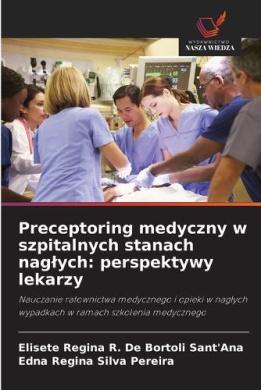 WYDAWNICTWO
NASZA WIEDZA
Preceptoring medyczny w
szpitalnych stanach
nagłych: perspektywy
lekarzy
Nauczanie ratownictwa medycznego i opieki w nagłych
wypadkach w ramach szkolenia medycznego
Elisete Regina R. De Bortoli Sant'Ana
Edna Regina Silva Pereira